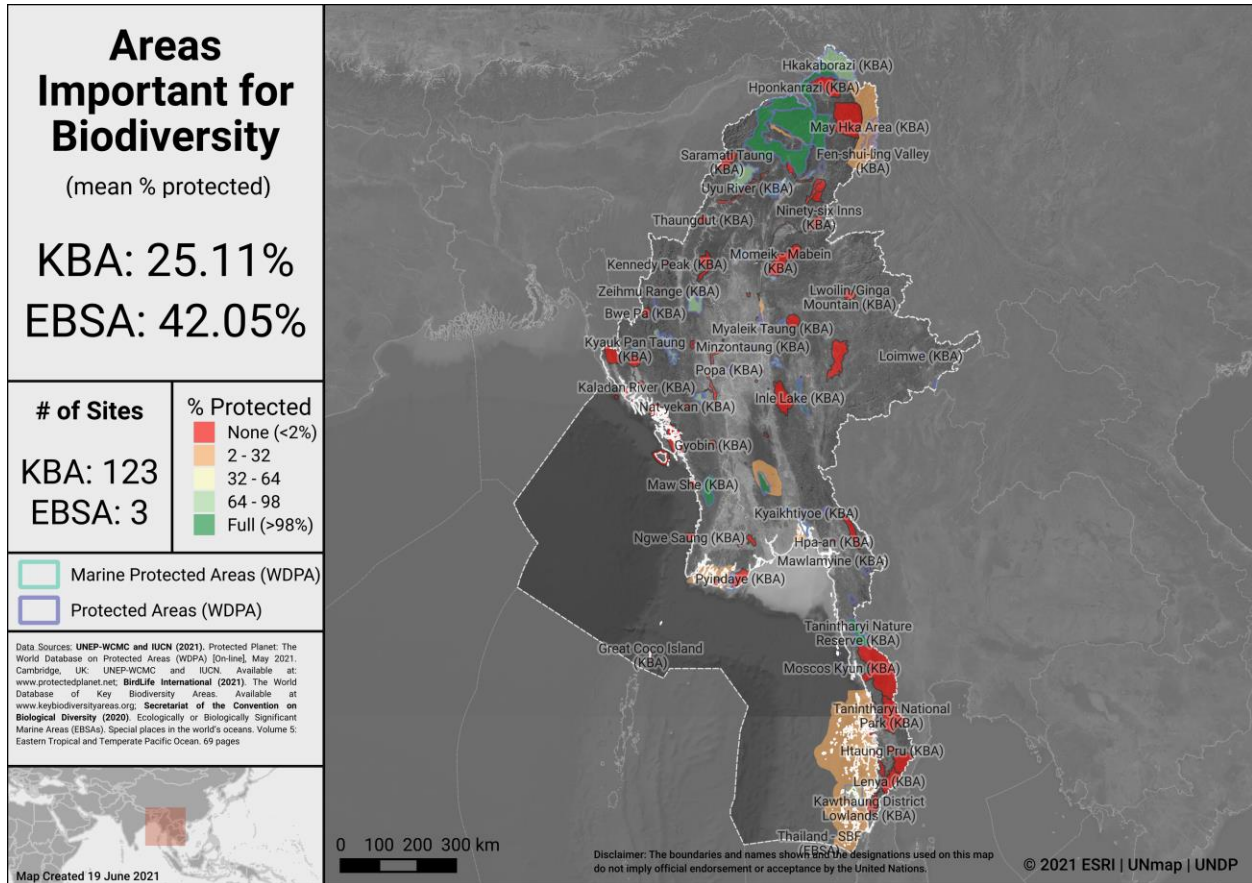 Areas
Important for
Biodiversity
(mean % protected)
KBA: 25.11%
EBSA: 42.05%
# of Sites
KBA: 123
EBSA: 3
% Protected
None (<2%)
2 - 32
32 - 64
64 - 98
Full (>98%)
Marine Protected Areas (WDPA)
Protected Areas (WDPA)
Data Sources: UNEP-WCMC and IUCN (2021). Protected Planet: The
World Database on Protected Areas (WDPA) [On-line], May 2021.
Cambridge, UK: UNEP-WCMC and IUCN. Available at:
www.protectedplanet.net; BirdLife International (2021). The World
Database of Key Biodiversity Areas. Available at
www.keybiodiversityareas.org; Secretariat of the Convention on
Biological Diversity (2020). Ecologically or Biologically Significant
Marine Areas (EBSAs). Special places in the world's oceans. Volume 5:
Eastern Tropical and Temperate Pacific Ocean. 69 pages
Map Created 19 June 2021
Hkakaborazi (KBA)
Hponkanrazi (KBA)
May Hka Area (KBA)
Saramati Taung
(KBA)
Fen-shui-ling Valley
(KBA)
Uyu River (KBA)
Thaungdut (KBA)
Ninety-six Inns
(KBA)
Kennedy Peak (KBA)
Momeik - Mabein
(KBA)
Zeihmu Range (KBA)
Lwoilin/Ginga
Mountain (KBA)
Bwe Pa (KBA)
Myaleik Taung (KBA)
Kyauk Pan Taung
(KBA)
Minzontaung (KBA)
Loimwe (KBA)
Popa (KBA)
Kaladan River (KBA)
Nat-yekan (KBA)
Inle Lake (KBA)
Gyobin (KBA)
Maw She (KBA)
Kyaikhtiyoe (KBA)
Ngwe Saung (KBA)
Hpa-an (KBA)
Mawlamyine (KBA)
Pyindaye (KBA)
Tanintharyi Nature
Reserve (KBA)
Great Coco Island
(KBA)
Moscos Kyun (KBA)
Tanintharyi National
Park (KBA)
Htaung Pru (KBA)
Lenya (KBA)
Kawthaung District
Lowlands (KBA)
Thailand - SBF
(EBSA)
0 100 200 300 km
Disclaimer: The boundaries and names shown and the designations used on this map
do not imply official endorsement or acceptance by the United Nations.
© 2021 ESRI | UNmap | UNDP